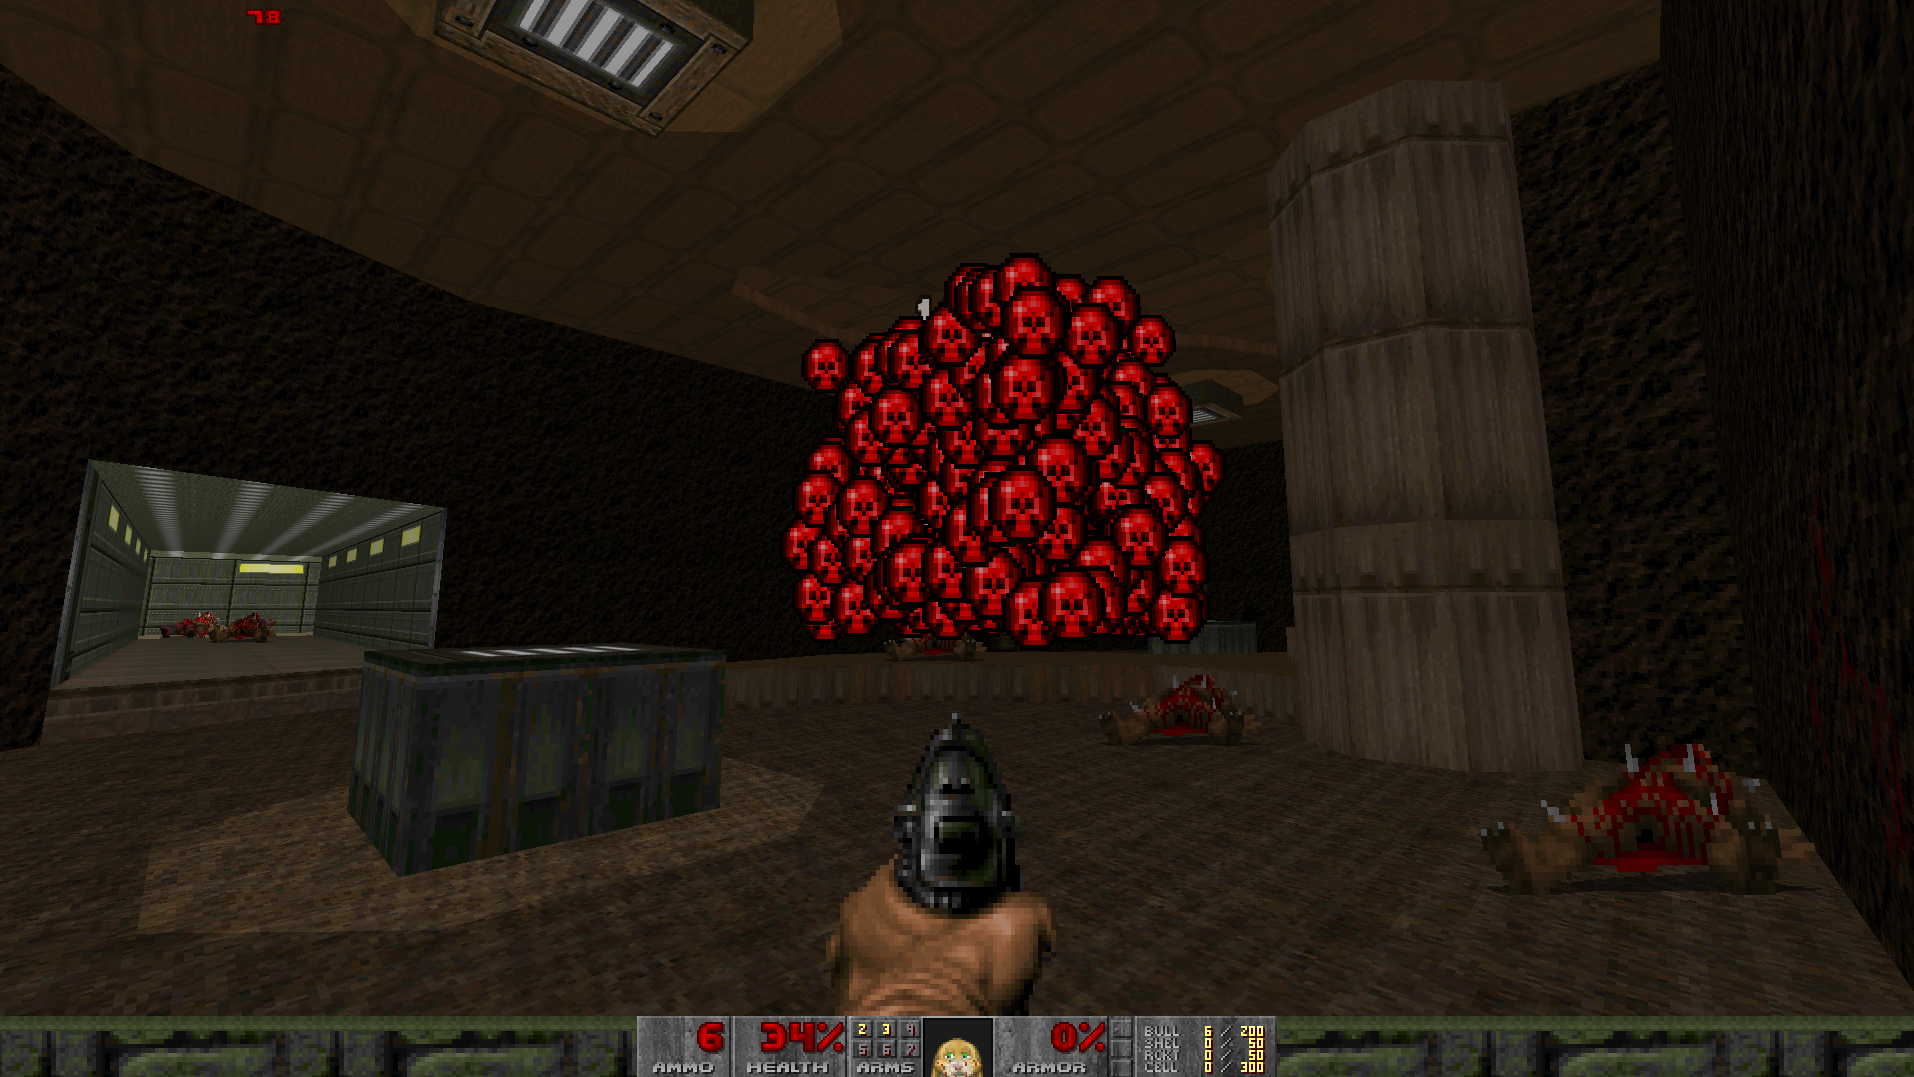 78
6 34% 2 3 4 0% BULL 6 / 200
5 6 7 SHEL 0 / 50
RCKT 0 / 50
AMMO HEALTH ARMS ARMOR CELL 0 / 300